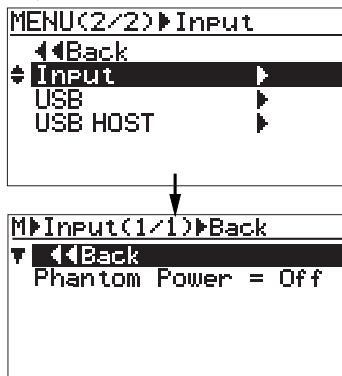 MENU(2/2)▶Input
◀◀Back
Input ▶
USB ▶
USB HOST ▶
M▶Input(1/1)▶Back
◀◀Back
Phantom Power = Off